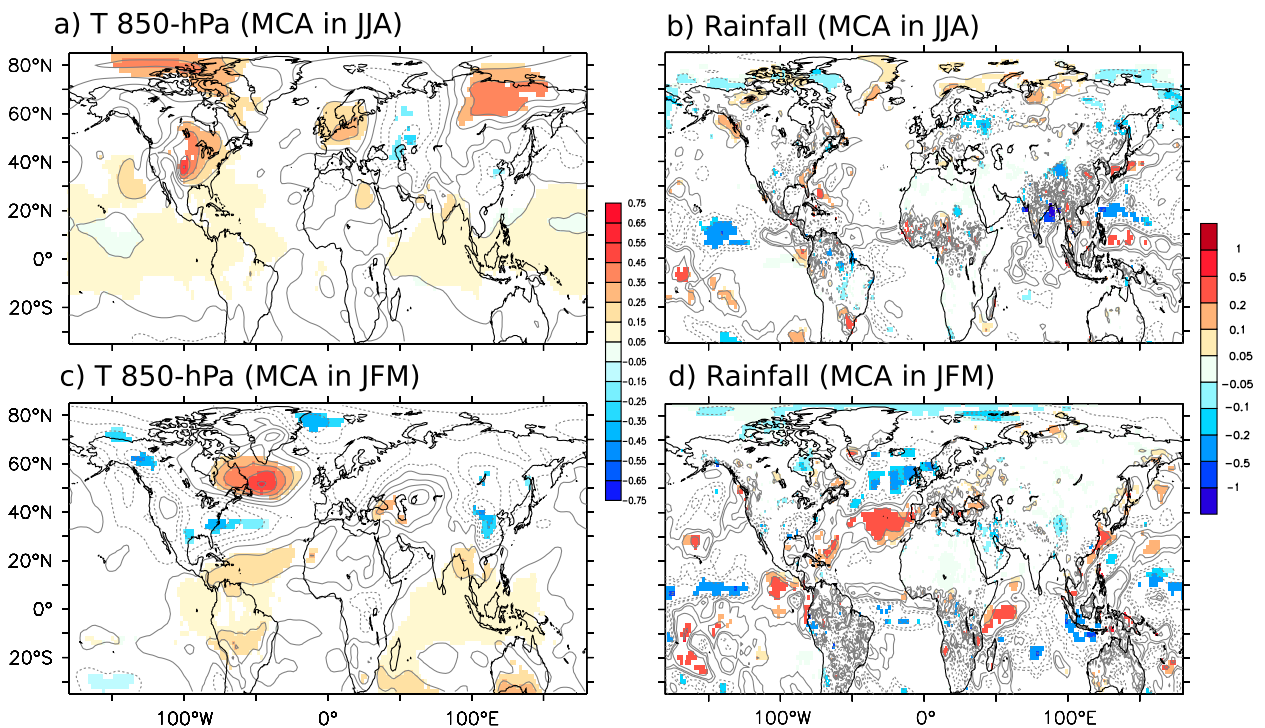 a) T 850-hPa (MCA in JJA)
b) Rainfall (MCA in JJA)
80°N
60°N
40°N
20°N
0°
20°S
0.75
0.65
0.55
0.45
0.35
0.25
0.15
0.05
-0.05
-0.15
-0.25
-0.35
-0.45
-0.55
-0.65
-0.75
1
0.5
0.2
0.1
0.05
-0.05
-0.1
-0.2
-0.5
-1
c) T 850-hPa (MCA in JFM)
d) Rainfall (MCA in JFM)
80°N
60°N
40°N
20°N
0°
20°S
100°W
0°
100°E
100°W
0°
100°E